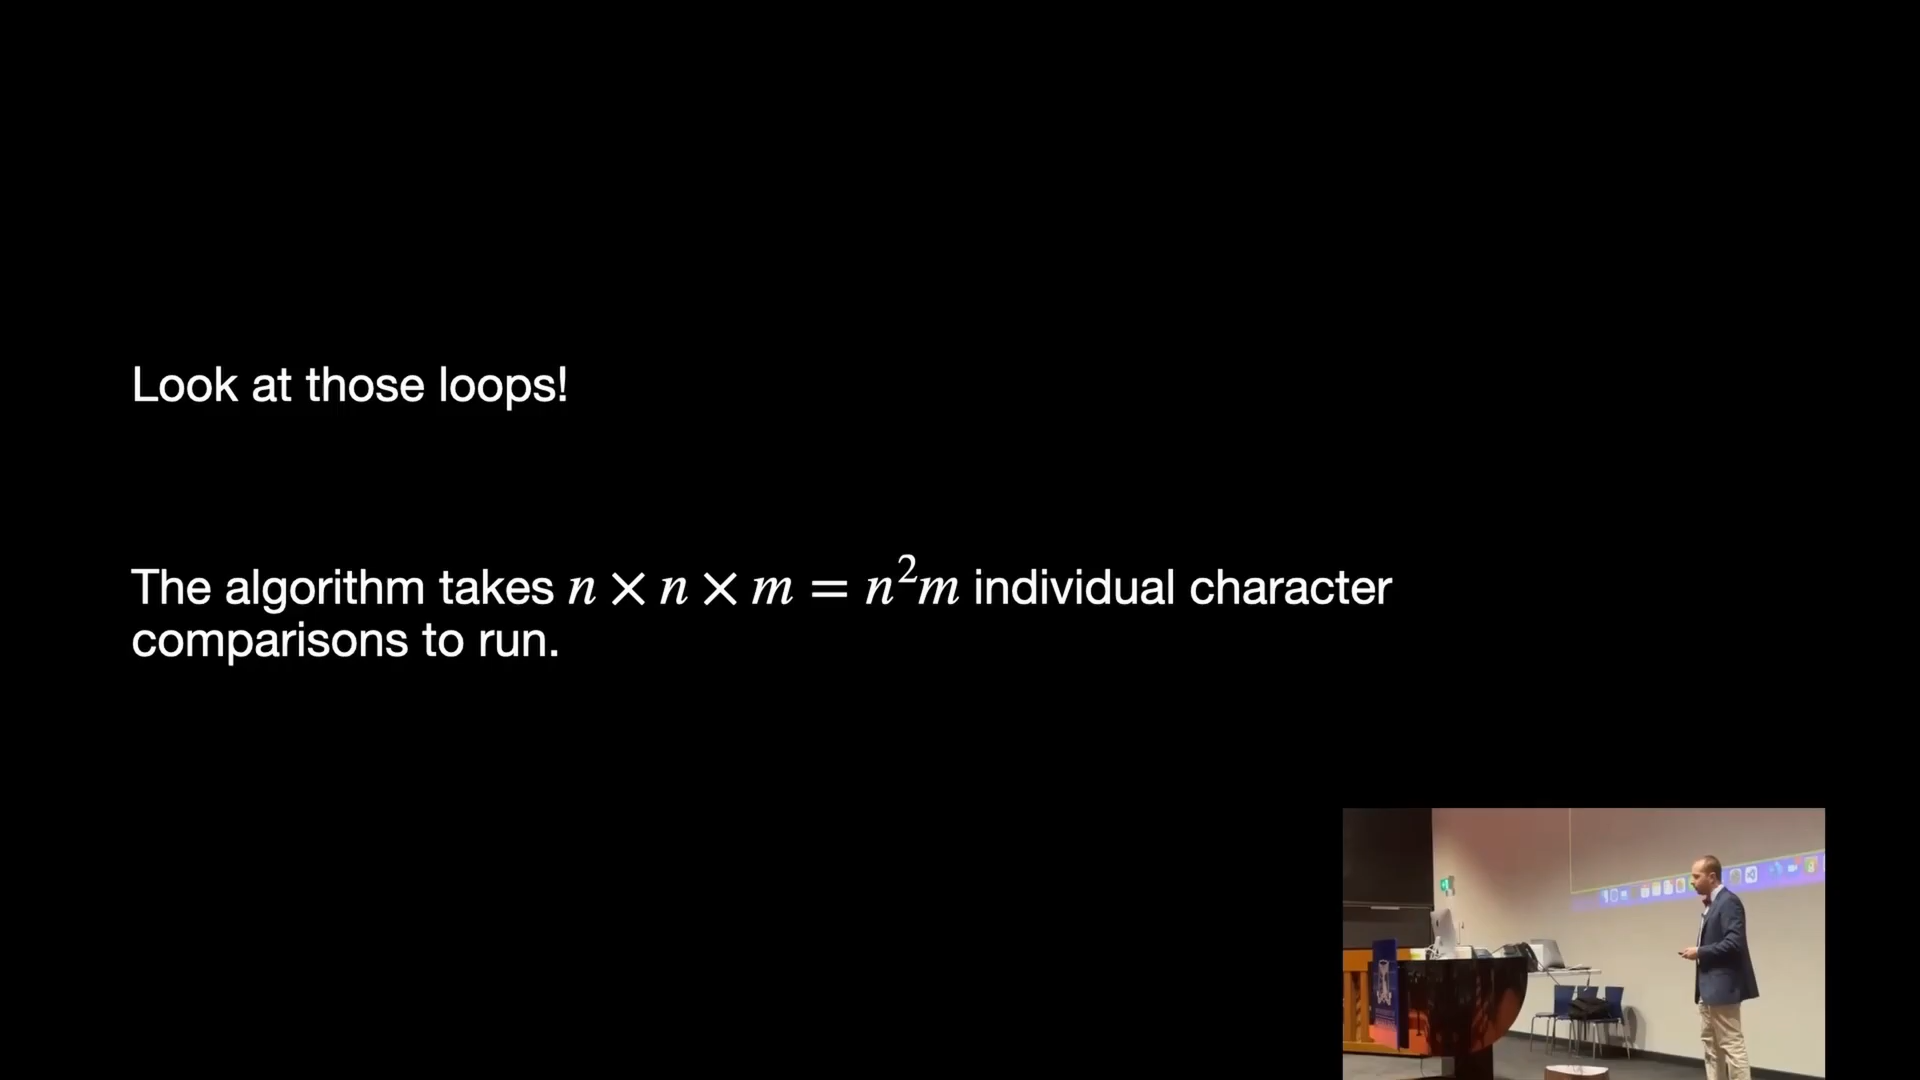 Look at those loops!
The algorithm takes n × n × m = n²m individual character
comparisons to run.